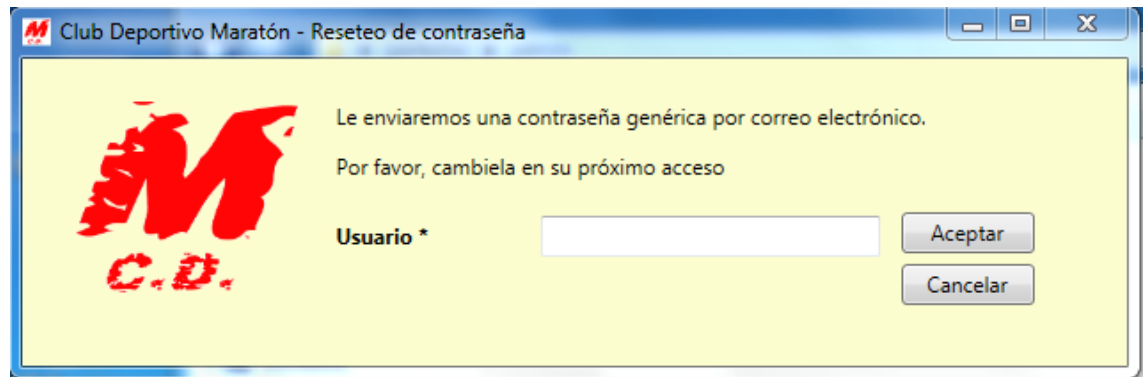 Club Deportivo Maratón - Reseteo de contraseña
Le enviaremos una contraseña genérica por correo electrónico.
Por favor, cambiela en su próximo acceso
Usuario *
Aceptar
Cancelar
M
C.D.